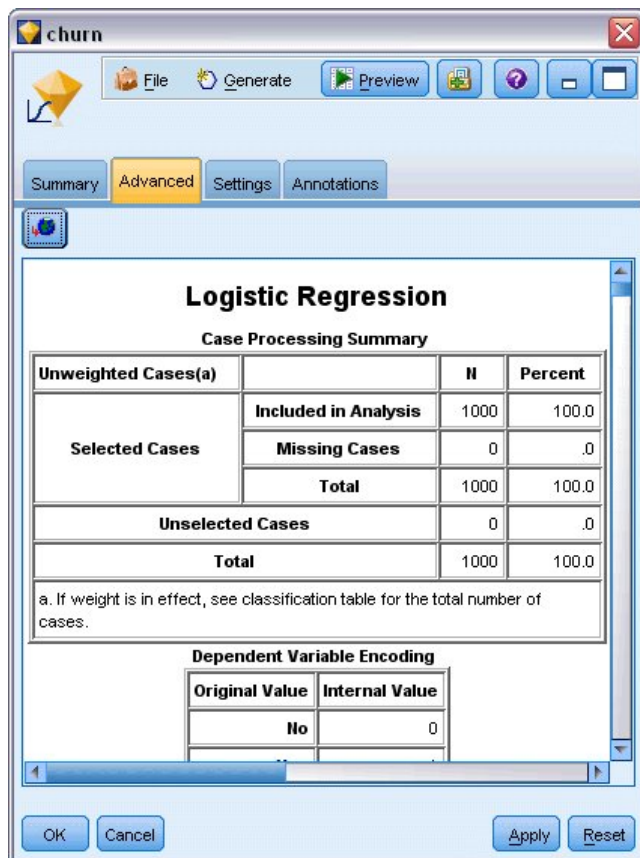 churn
File Generate Preview
Summary Advanced Settings Annotations
Logistic Regression
Case Processing Summary
Unweighted Cases(a) N Percent
Selected Cases Included in Analysis 1000 100.0
Missing Cases 0 .0
Total 1000 100.0
Unselected Cases 0 .0
Total 1000 100.0
a. If weight is in effect, see classification table for the total number of
cases.
Dependent Variable Encoding
Original Value Internal Value
No 0
OK Cancel Apply Reset